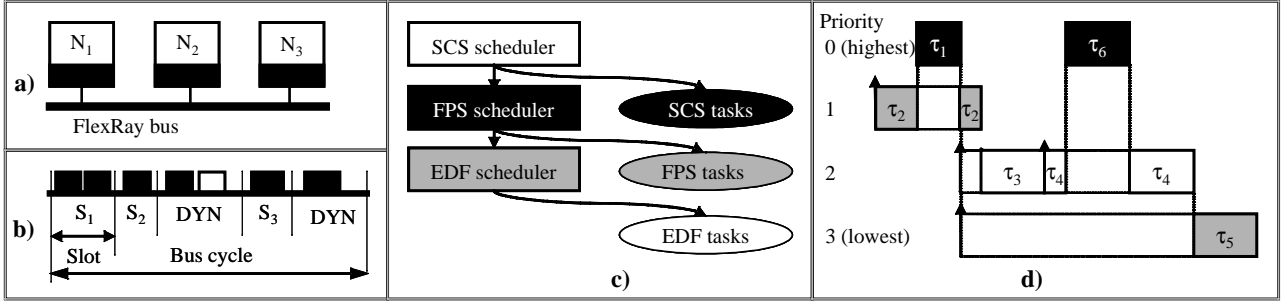 N1 N2 N3
a)
FlexRay bus
b)
S1 S2 DYN S3 DYN
Slot Bus cycle
SCS scheduler
FPS scheduler SCS tasks
EDF scheduler FPS tasks
EDF tasks
c)
Priority
0 (highest) τ1 τ6
1 τ2 τ2
2 τ3 τ4 τ4
3 (lowest) τ5
d)